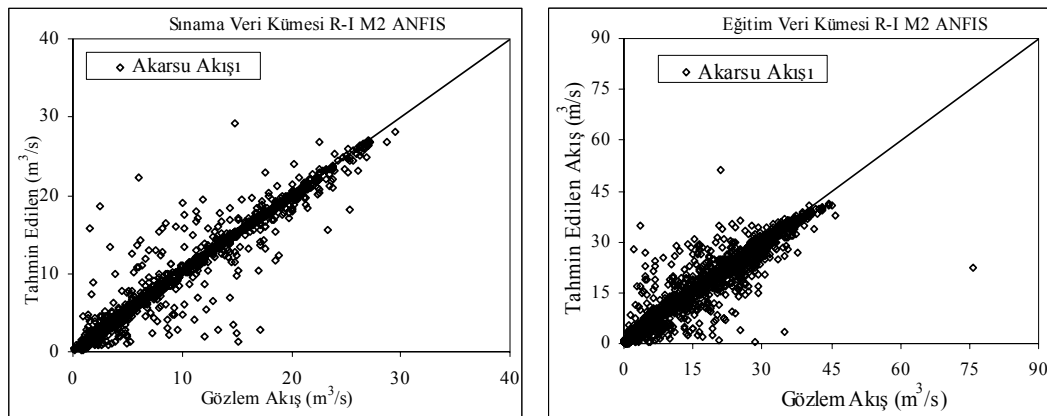 Sınama Veri Kümesi R-I M2 ANFIS
40
30
20
10
0
Tahmin Edilen (m³/s)
Akarsu Akışı
0 10 20 30 40
Gözlem Akış (m³/s)
Eğitim Veri Kümesi R-I M2 ANFIS
90
75
60
45
30
15
0
Tahmin Edilen Akış (m³/s)
Akarsu Akışı
0 15 30 45 60 75 90
Gözlem Akış (m³/s)